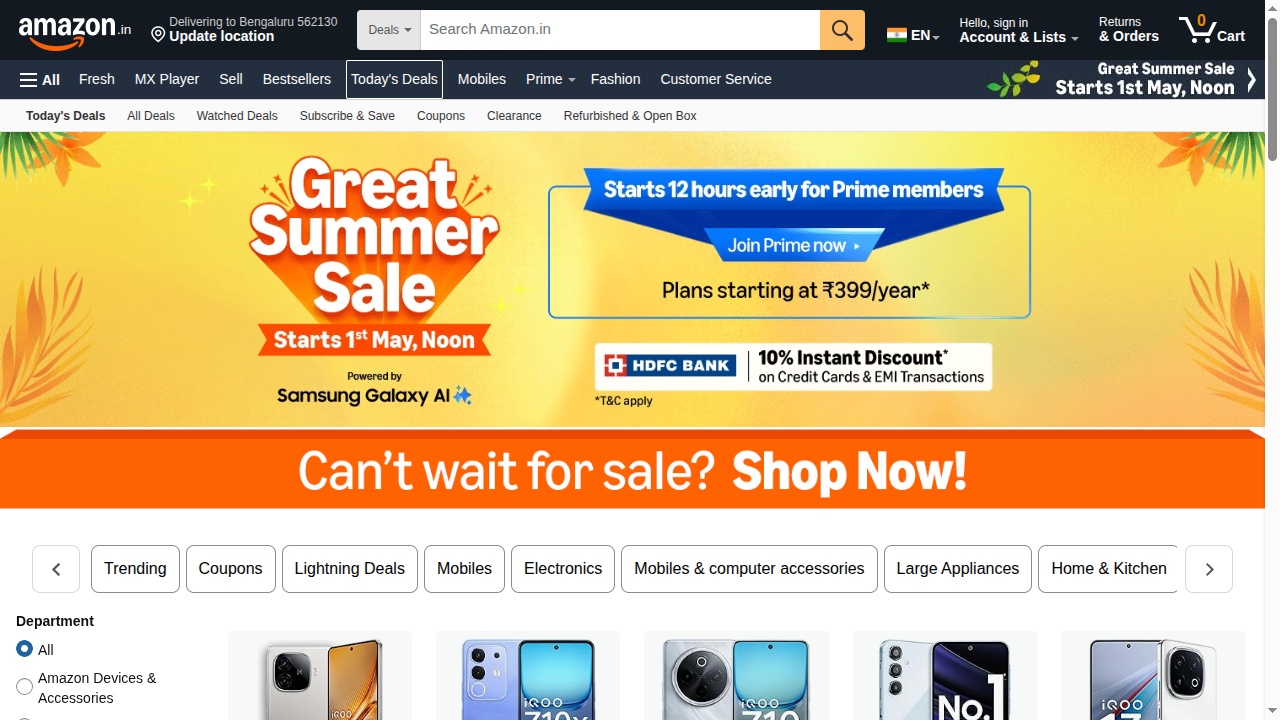 amazon.in
Delivering to Bengaluru 562130
Update location
Deals
Search Amazon.in
EN
Hello, sign in
Account & Lists
Returns
& Orders
0
Cart
All
Fresh
MX Player
Sell
Bestsellers
Today's Deals
Mobiles
Prime
Fashion
Customer Service
Great Summer Sale
Starts 1st May, Noon
Today's Deals
All Deals
Watched Deals
Subscribe & Save
Coupons
Clearance
Refurbished & Open Box
Great
Summer
Sale
Starts 1st May, Noon
Powered by
Samsung Galaxy AI
Starts 12 hours early for Prime members
Join Prime now
Plans starting at ₹399/year*
HDFC BANK
10% Instant Discount*
on Credit Cards & EMI Transactions
*T&C apply
Can't wait for sale? Shop Now!
Trending
Coupons
Lightning Deals
Mobiles
Electronics
Mobiles & computer accessories
Large Appliances
Home & Kitchen
Department
All
Amazon Devices &
Accessories
iQOO
iQOO
iQOO
No.1
iQOO